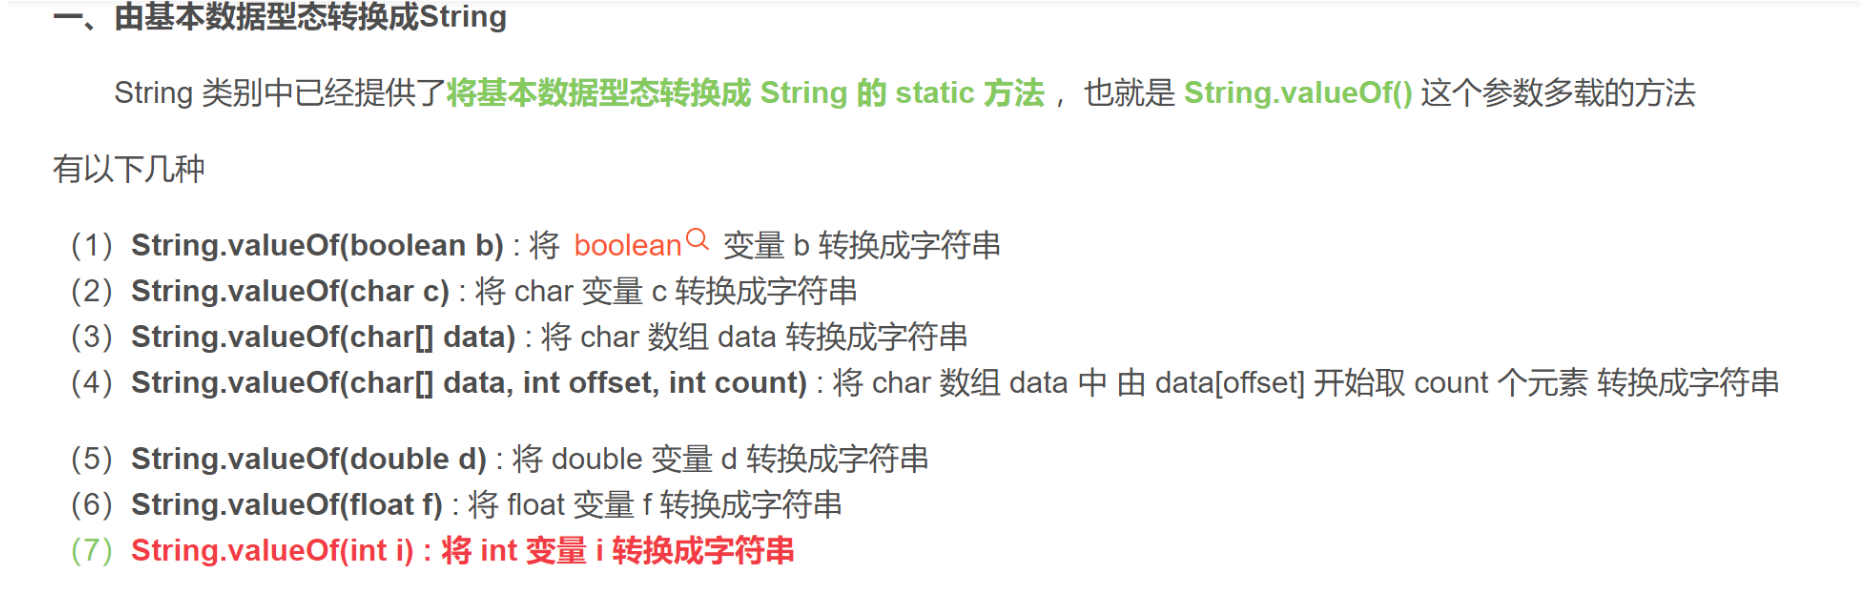 一、由基本数据型态转换成String
String 类别中已经提供了将基本数据型态转换成 String 的 static 方法 ，也就是 String.valueOf() 这个参数多载的方法
有以下几种
（1）String.valueOf(boolean b) : 将 boolean 变量 b 转换成字符串
（2）String.valueOf(char c) : 将 char 变量 c 转换成字符串
（3）String.valueOf(char[] data) : 将 char 数组 data 转换成字符串
（4）String.valueOf(char[] data, int offset, int count) : 将 char 数组 data 中 由 data[offset] 开始取 count 个元素 转换成字符串
（5）String.valueOf(double d) : 将 double 变量 d 转换成字符串
（6）String.valueOf(float f) : 将 float 变量 f 转换成字符串
（7）String.valueOf(int i) : 将 int 变量 i 转换成字符串